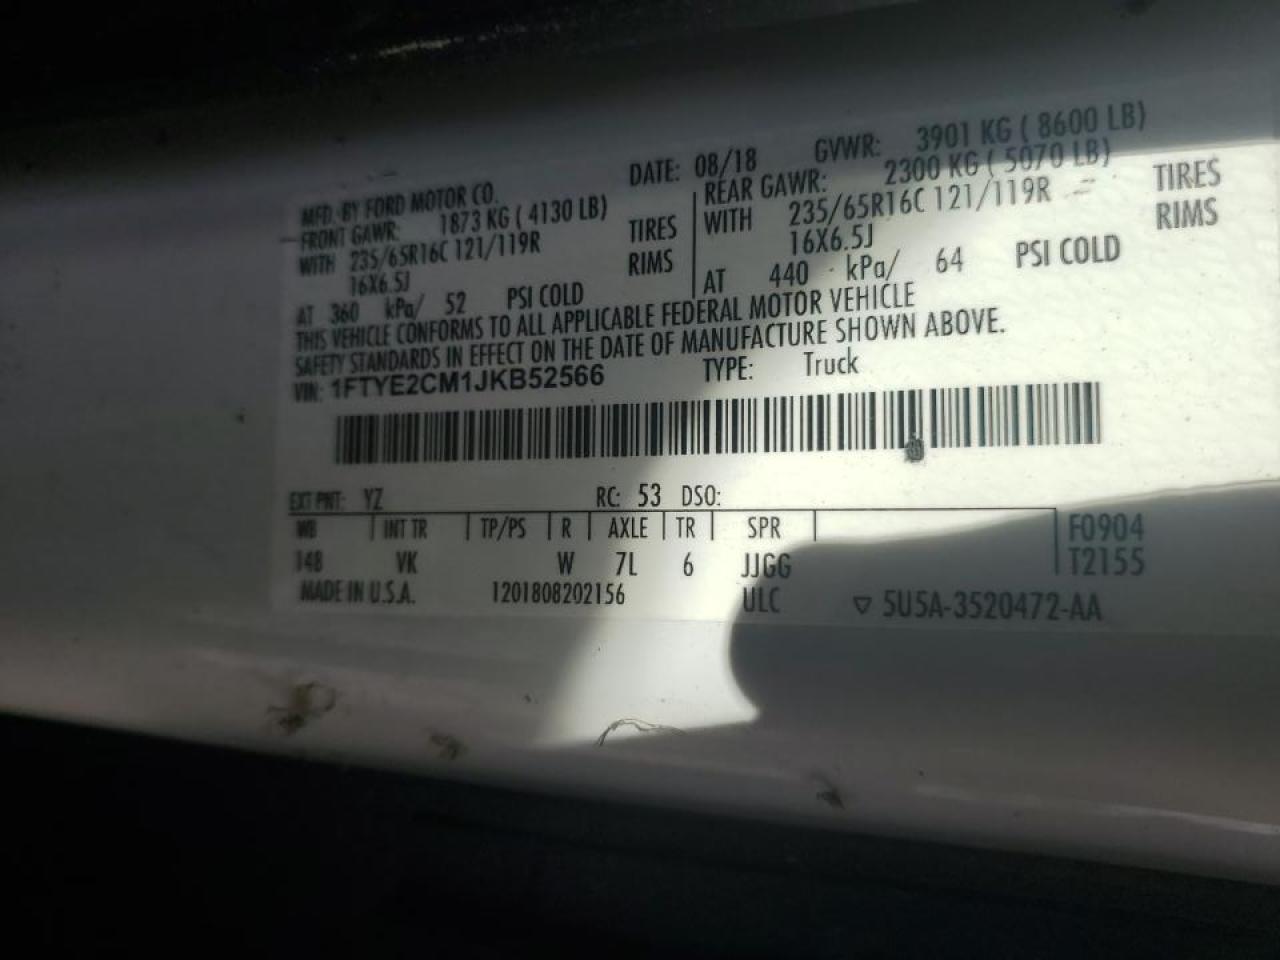 MFD. BY FORD MOTOR CO. DATE: 08/18 GVWR: 3901 KG ( 8600 LB)
FRONT GAWR: 1873 KG ( 4130 LB) REAR GAWR: 2300 KG ( 5070 LB)
WITH 235/65R16C 121/119R TIRES WITH 235/65R16C 121/119R TIRES
16X6.5J RIMS 16X6.5J RIMS
AT 360 kPa/ 52 PSI COLD AT 440 kPa/ 64 PSI COLD
THIS VEHICLE CONFORMS TO ALL APPLICABLE FEDERAL MOTOR VEHICLE
SAFETY STANDARDS IN EFFECT ON THE DATE OF MANUFACTURE SHOWN ABOVE.
VIN: 1FTYE2CM1JKB52566 TYPE: Truck
EXT PNT: YZ RC: 53 DSO:
WB INT TR TP/PS R AXLE TR SPR F0904
148 VK W 7L 6 JJGG T2155
MADE IN U.S.A. 1201808202156 ULC ▽ 5U5A-3520472-AA